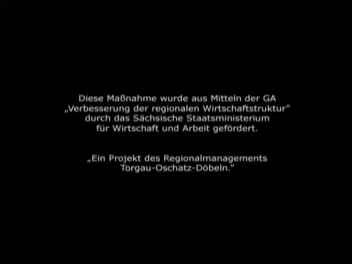 Diese Maßnahme wurde aus Mitteln der GA
„Verbesserung der regionalen Wirtschaftstruktur“
durch das Sächsische Staatsministerium
für Wirtschaft und Arbeit gefördert.
„Ein Projekt des Regionalmanagements
Torgau-Oschatz-Döbeln.“